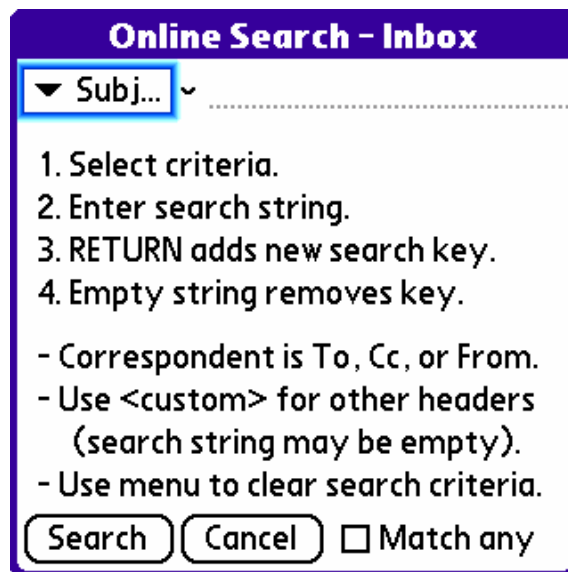 Online Search - Inbox
Subj... ~
1. Select criteria.
2. Enter search string.
3. RETURN adds new search key.
4. Empty string removes key.
- Correspondent is To, Cc, or From.
- Use <custom> for other headers
(search string may be empty).
- Use menu to clear search criteria.
Search Cancel Match any